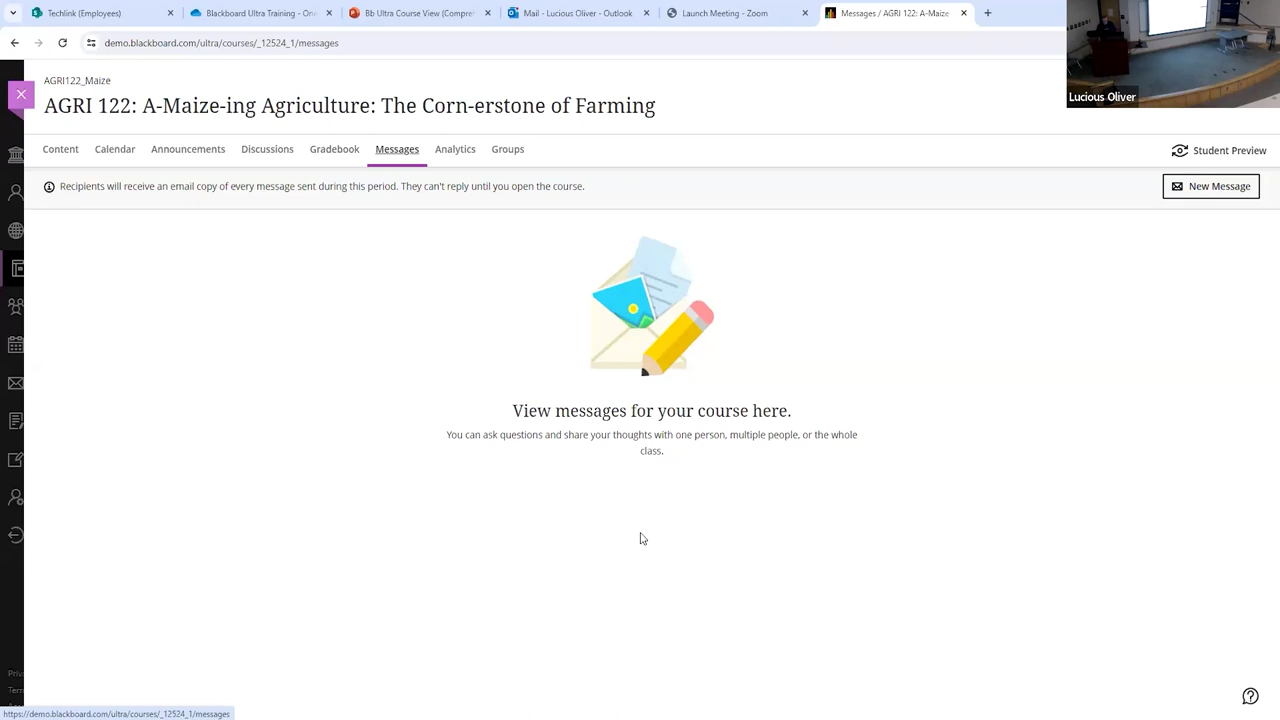 Techlink (Employees)
Blackboard Ultra Training - On
Bb Ultra Course View (Compre
Mail - Lucious Oliver - Outlook
Launch Meeting - Zoom
Messages / AGRI 122: A-Maize
demo.blackboard.com/ultra/courses/_12524_1/messages
AGRI122_Maize
AGRI 122: A-Maize-ing Agriculture: The Corn-erstone of Farming
Lucious Oliver
Content Calendar Announcements Discussions Gradebook Messages Analytics Groups
Student Preview
Recipients will receive an email copy of every message sent during this period. They can't reply until you open the course.
New Message
View messages for your course here.
You can ask questions and share your thoughts with one person, multiple people, or the whole
class.
Priv
Tern
https://demo.blackboard.com/ultra/courses/_12524_1/messages